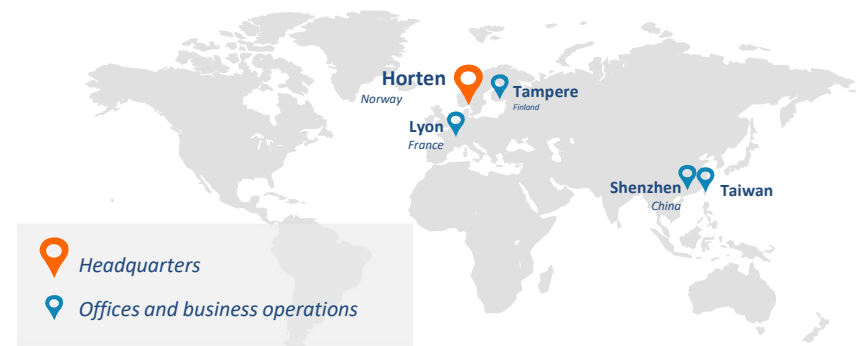 Horten
Norway
Tampere
Finland
Lyon
France
Shenzhen
China
Taiwan
Headquarters
Offices and business operations